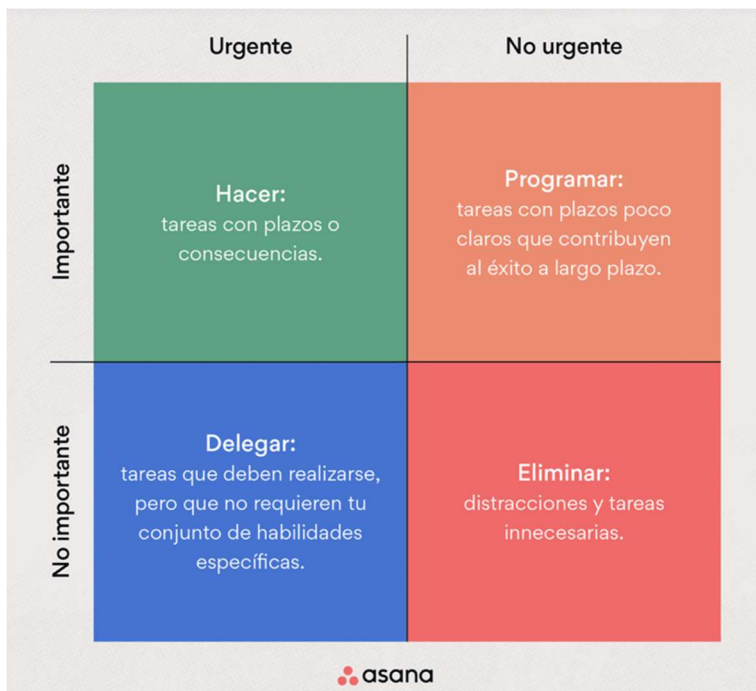 Urgente
No urgente
Importante
Hacer:
tareas con plazos o
consecuencias.
Programar:
tareas con plazos poco
claros que contribuyen
al éxito a largo plazo.
No importante
Delegar:
tareas que deben realizarse,
pero que no requieren tu
conjunto de habilidades
específicas.
Eliminar:
distracciones y tareas
innecesarias.
asana